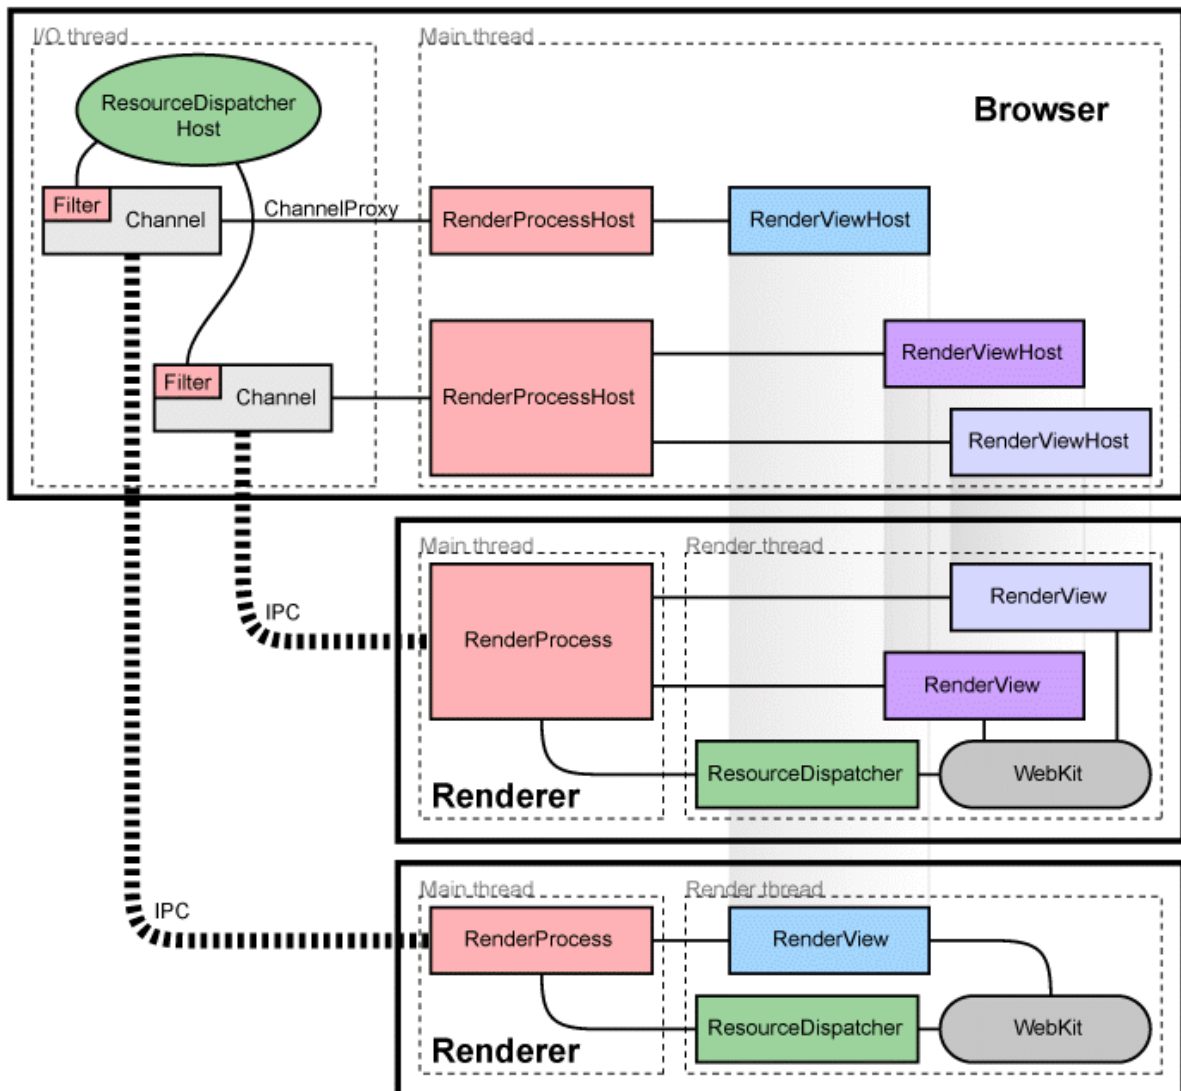 I/O thread
Main thread
ResourceDispatcher
Host
Browser
Filter
Channel
ChannelProxy
RenderProcessHost
RenderViewHost
RenderProcessHost
RenderViewHost
Filter
Channel
RenderViewHost
Main thread
Render thread
RenderView
IPC
RenderProcess
RenderView
ResourceDispatcher
WebKit
Renderer
Main thread
Render thread
IPC
RenderProcess
RenderView
ResourceDispatcher
WebKit
Renderer